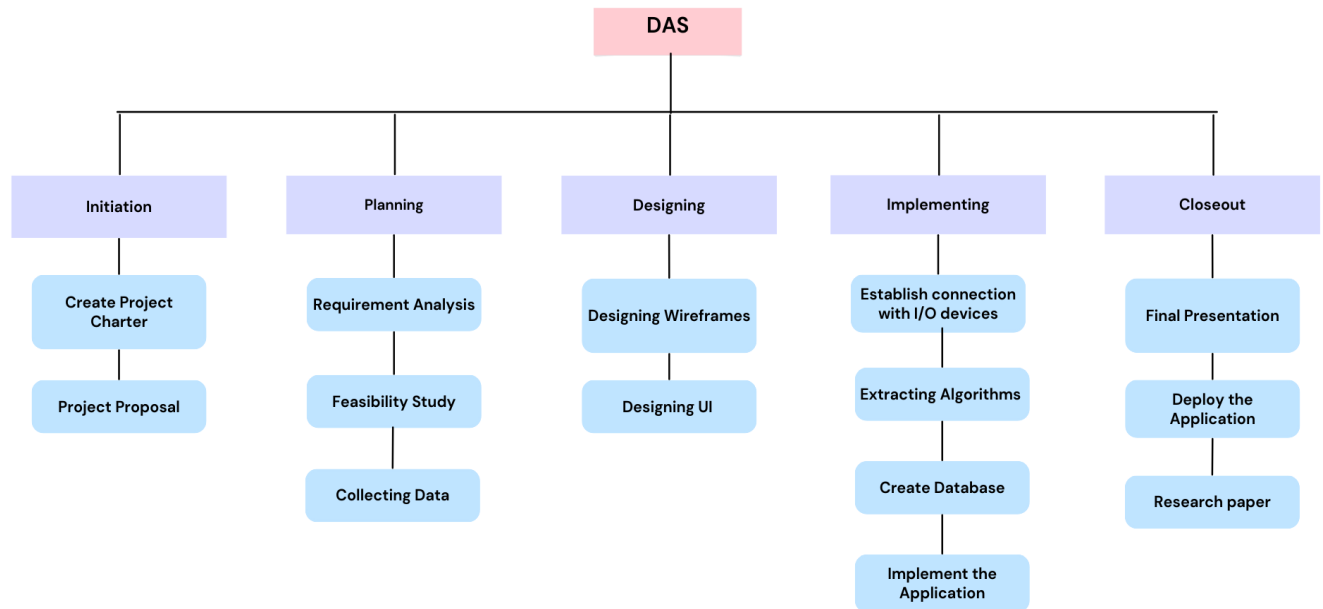 DAS
Initiation
Planning
Designing
Implementing
Closeout
Create Project
Charter
Project Proposal
Requirement Analysis
Feasibility Study
Collecting Data
Designing Wireframes
Designing UI
Establish connection
with I/O devices
Extracting Algorithms
Create Database
Implement the
Application
Final Presentation
Deploy the
Application
Research paper